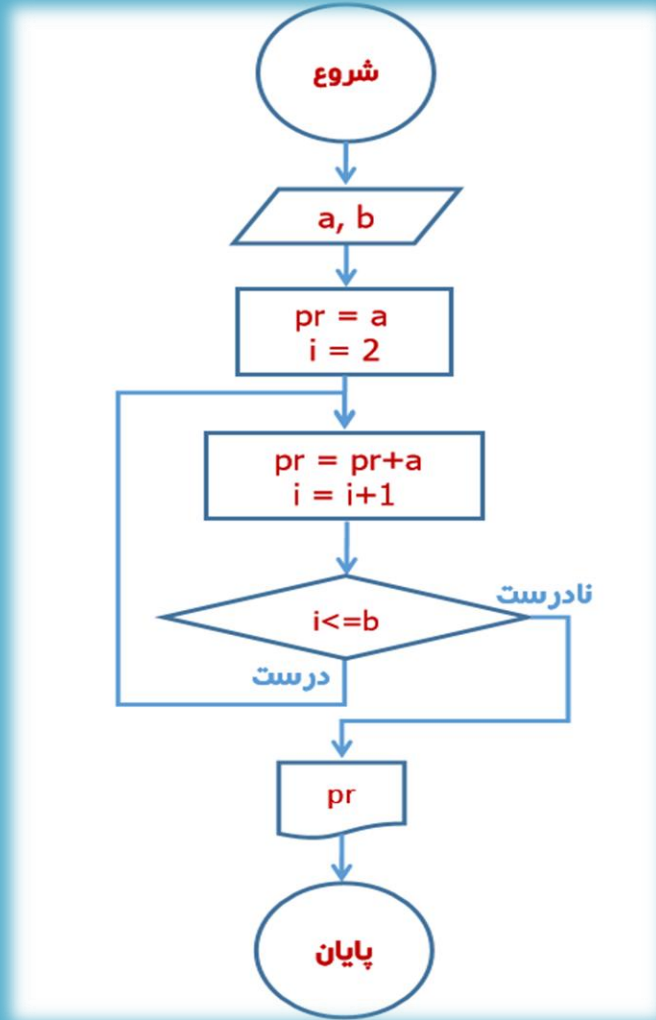 شروع
a, b
pr = a
i = 2
pr = pr+a
i = i+1
i<=b
نادرست
درست
pr
پایان